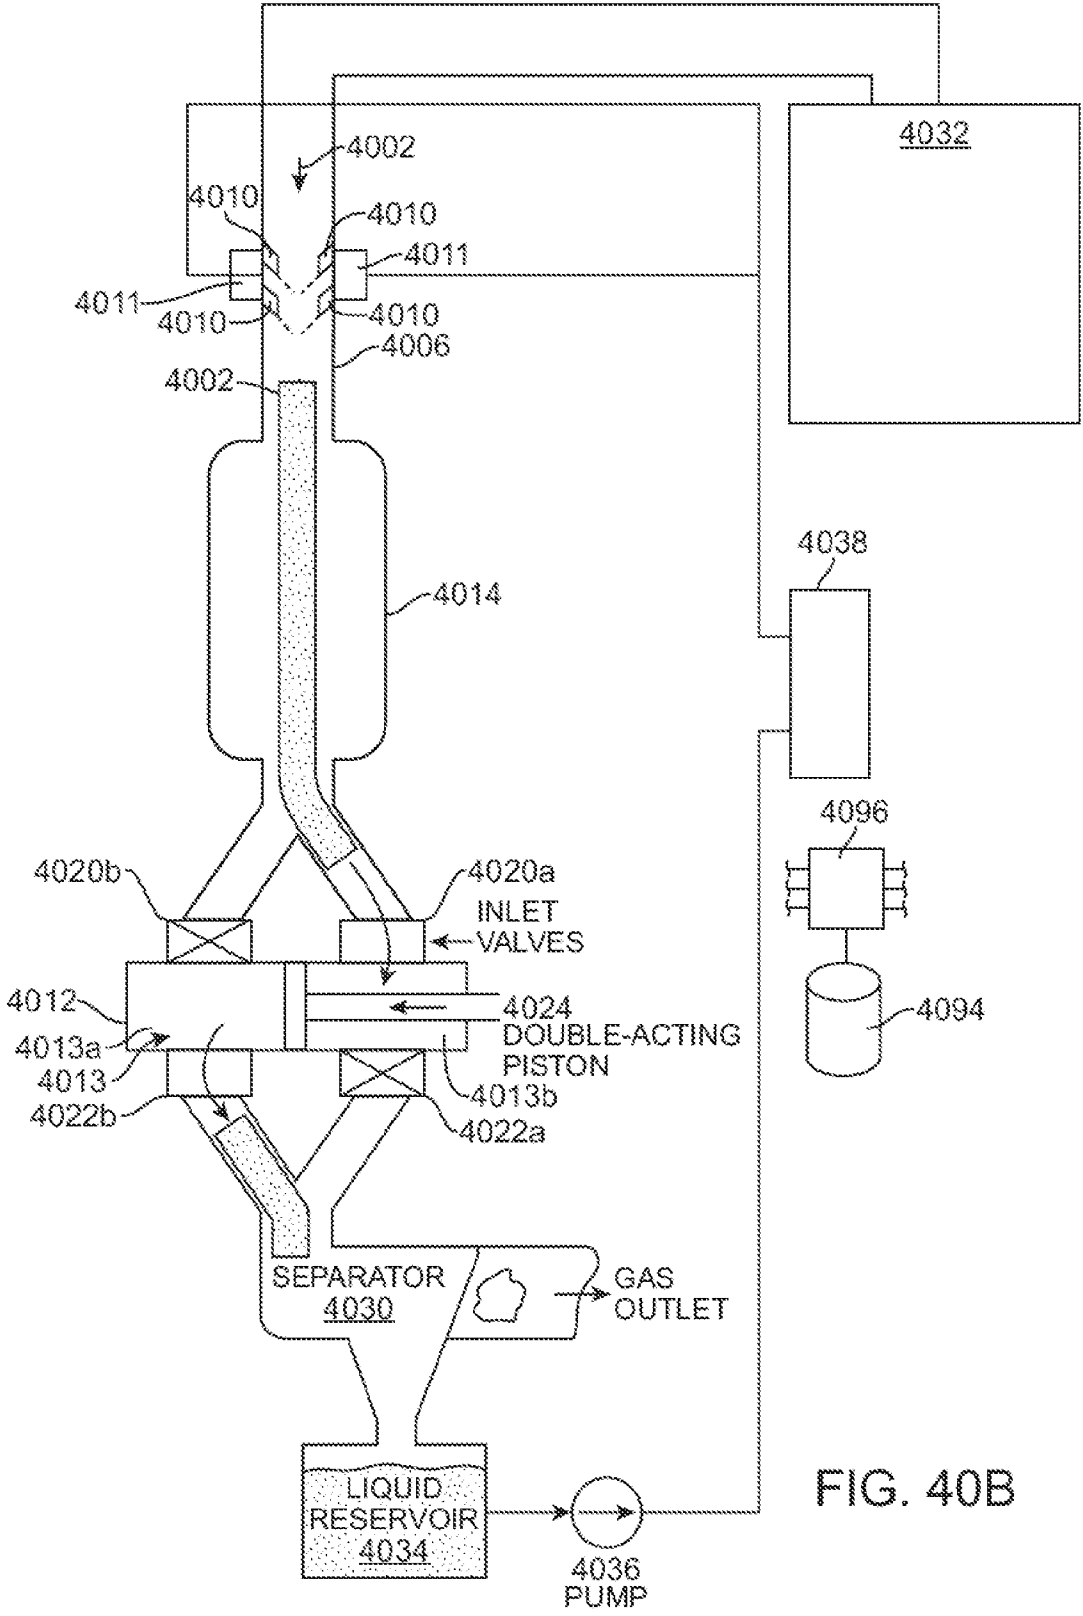 4032
4002
4010
4010
4011
4011
4010
4010
4006
4002
4038
4014
4096
4020b
4020a
INLET
VALVES
4012
4024
DOUBLE-ACTING
PISTON
4094
4013a
4013
4013b
4022b
4022a
SEPARATOR
4030
GAS
OUTLET
LIQUID
RESERVOIR
4034
4036
PUMP
FIG. 40B